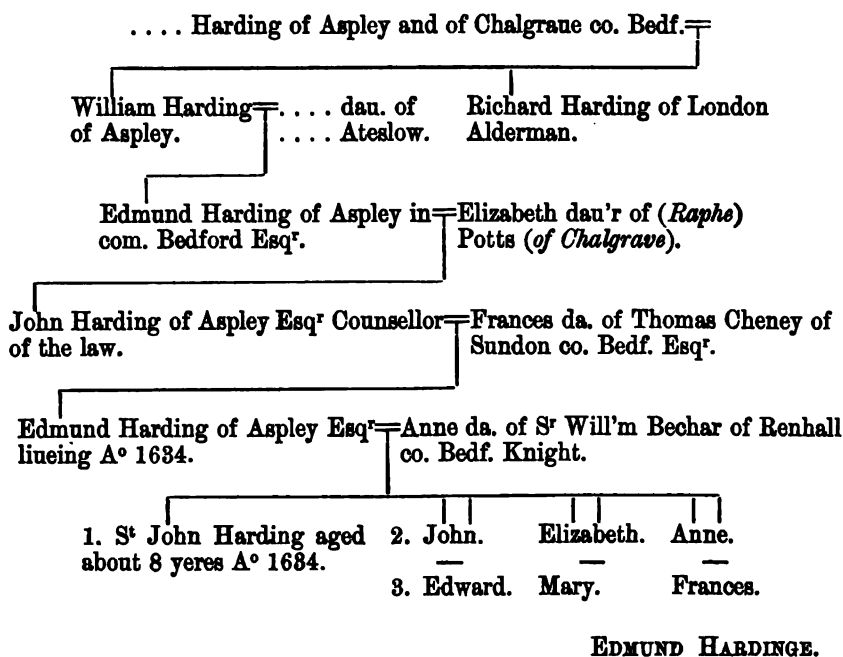 .... Harding of Aspley and of Chalgraue co. Bedf.
William Harding
of Aspley.
.... dau. of
.... Ateslow.
Richard Harding of London
Alderman.
Edmund Harding of Aspley in
com. Bedford Esqʳ.
Elizabeth dau'r of (Raphe)
Potts (of Chalgrave).
John Harding of Aspley Esqʳ Counsellor
of the law.
Frances da. of Thomas Cheney of
Sundon co. Bedf. Esqʳ.
Edmund Harding of Aspley Esqʳ
liueing Aᵒ 1634.
Anne da. of Sʳ Will'm Bechar of Renhall
co. Bedf. Knight.
1. Sᵗ John Harding aged
about 8 yeres Aᵒ 1634.
2. John.
3. Edward.
Elizabeth.
Mary.
Anne.
Frances.
EDMUND HARDINGE.